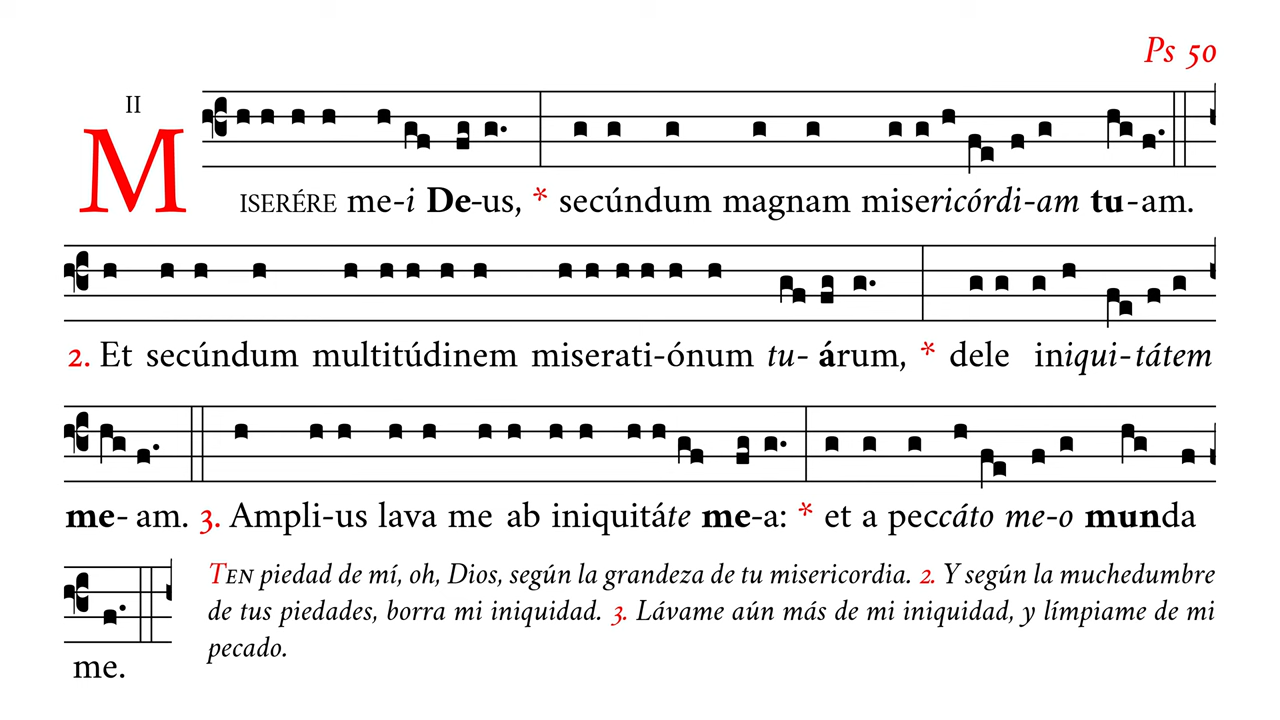 Ps 50
II
MISERÉRE me-i De-us, * secúndum magnam misericórdi-am tu-am.
2. Et secúndum multitúdinem miserati-ónum tu- árum, * dele iniqui-tátem
me- am. 3. Ampli-us lava me ab iniquitáte me-a: * et a peccáto me-o munda
me.
TEN piedad de mí, oh, Dios, según la grandeza de tu misericordia. 2. Y según la muchedumbre
de tus piedades, borra mi iniquidad. 3. Lávame aún más de mi iniquidad, y límpiame de mi
pecado.